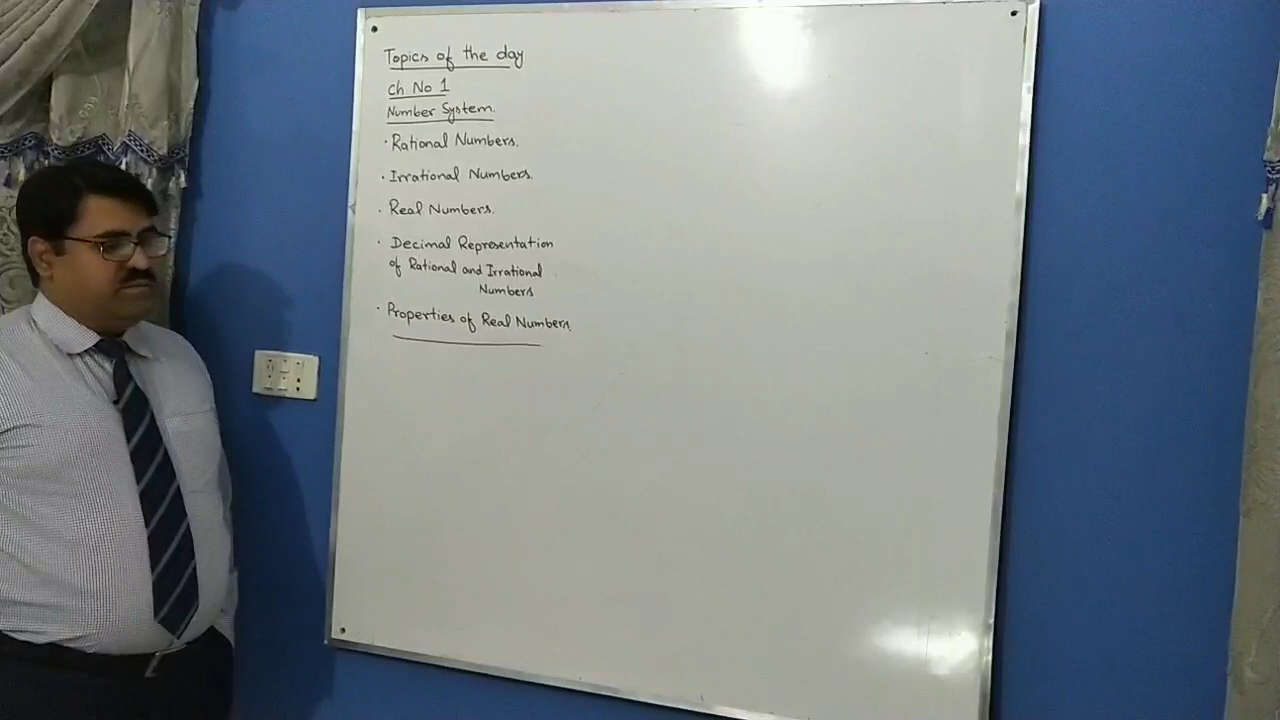 Topics of the day
Ch No 1
Number System.
· Rational Numbers.
· Irrational Numbers.
· Real Numbers.
· Decimal Representation
of Rational and Irrational
Numbers
· Properties of Real Numbers.